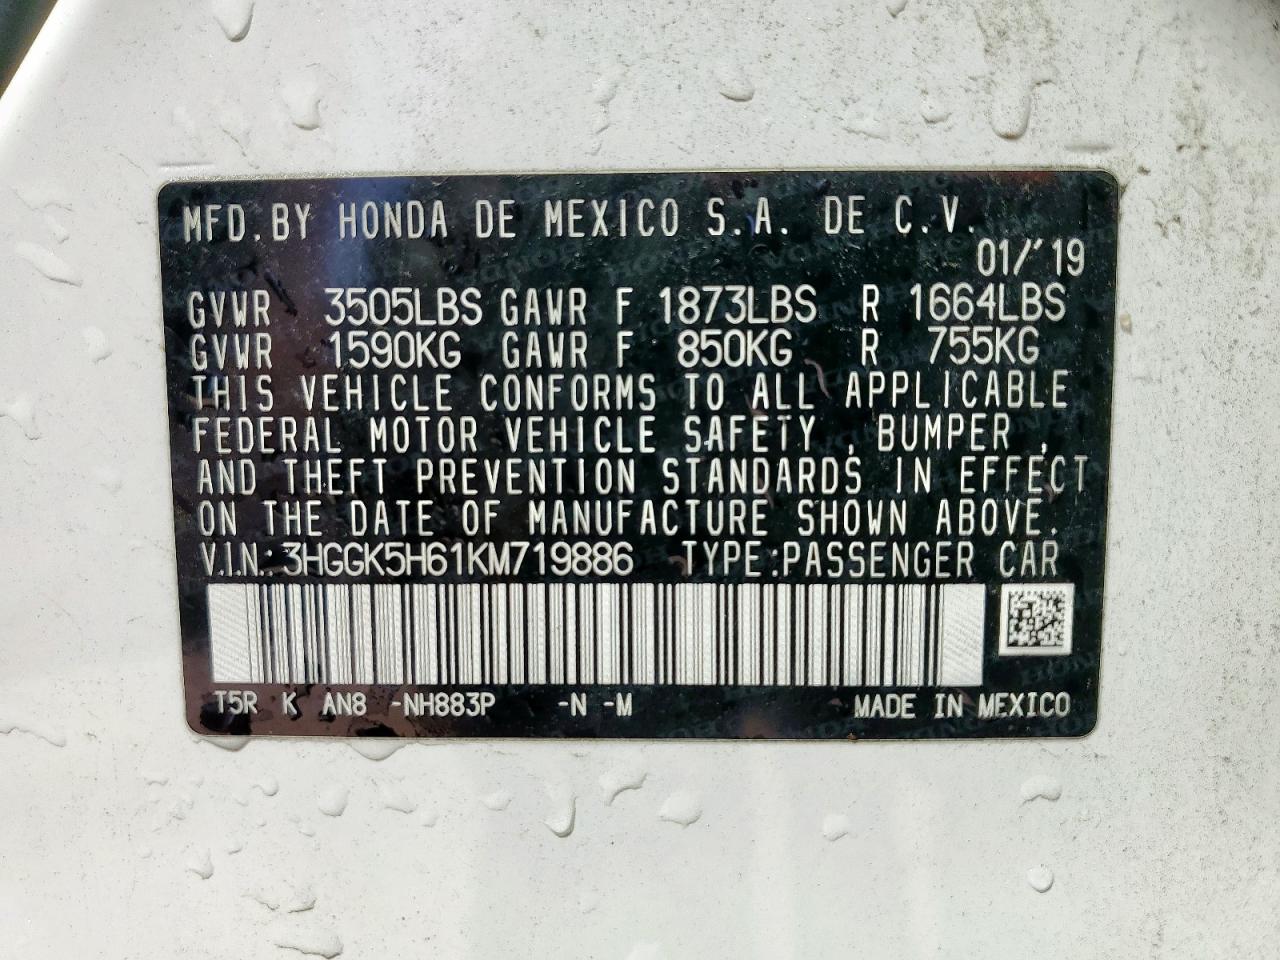 MFD. BY HONDA DE MEXICO S.A. DE C.V.
01/'19
GVWR 3505LBS GAWR F 1873LBS R 1664LBS
GVWR 1590KG GAWR F 850KG R 755KG
THIS VEHICLE CONFORMS TO ALL APPLICABLE
FEDERAL MOTOR VEHICLE SAFETY , BUMPER ,
AND THEFT PREVENTION STANDARDS IN EFFECT
ON THE DATE OF MANUFACTURE SHOWN ABOVE.
V.I.N.: 3HGGK5H61KM719886 TYPE:PASSENGER CAR
T5R K AN8 -NH883P -N -M MADE IN MEXICO